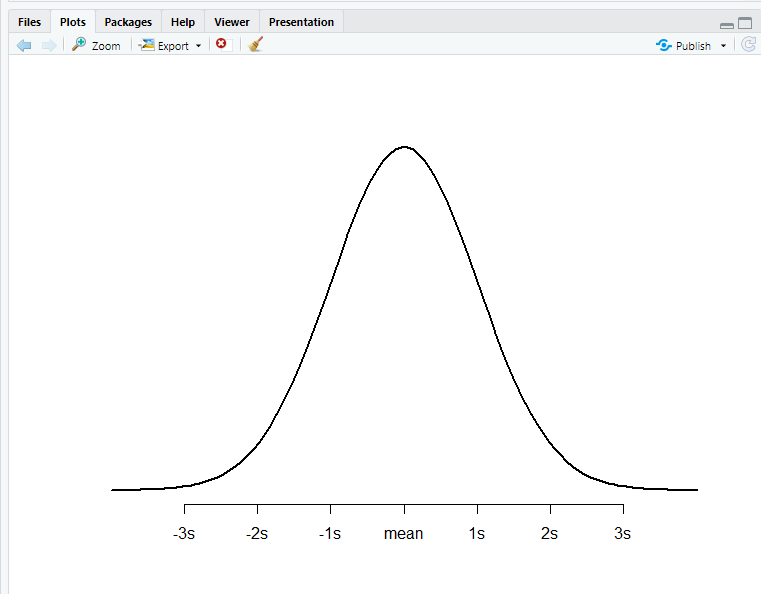 Files Plots Packages Help Viewer Presentation
Zoom Export Publish
-3s -2s -1s mean 1s 2s 3s